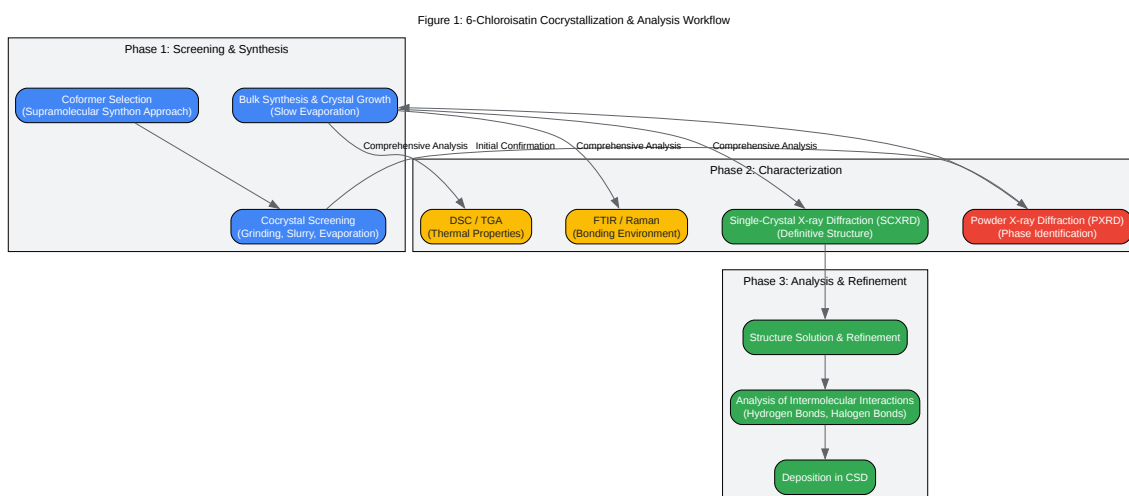 Figure 1: 6-Chloroisatin Cocrystallization & Analysis Workflow
Phase 1: Screening & Synthesis
Coformer Selection
(Supramolecular Synthon Approach)
Bulk Synthesis & Crystal Growth
(Slow Evaporation)
Comprehensive Analysis
Initial Confirmation
Comprehensive Analysis
Comprehensive Analysis
Phase 2: Characterization
Cocrystal Screening
(Grinding, Slurry, Evaporation)
DSC / TGA
(Thermal Properties)
FTIR / Raman
(Bonding Environment)
Single-Crystal X-ray Diffraction (SCXRD)
(Definitive Structure)
Powder X-ray Diffraction (PXRD)
(Phase Identification)
Phase 3: Analysis & Refinement
Structure Solution & Refinement
Analysis of Intermolecular Interactions
(Hydrogen Bonds, Halogen Bonds)
Deposition in CSD